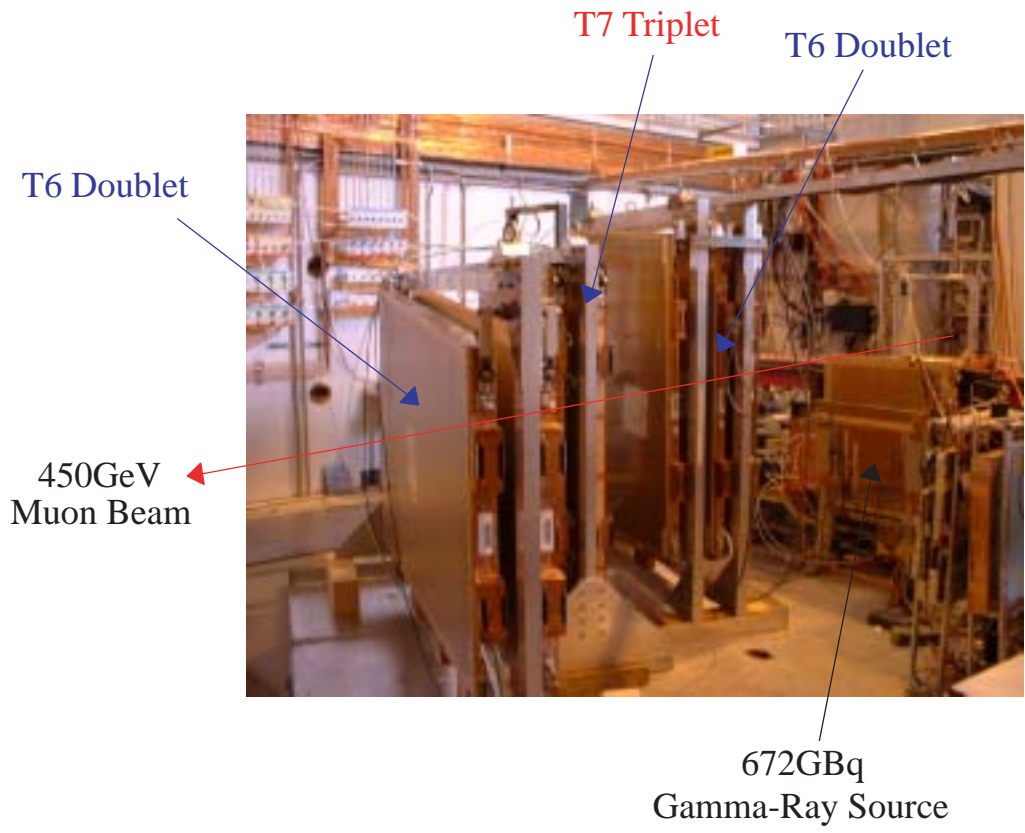 T7 Triplet
T6 Doublet
T6 Doublet
450GeV
Muon Beam
672GBq
Gamma-Ray Source